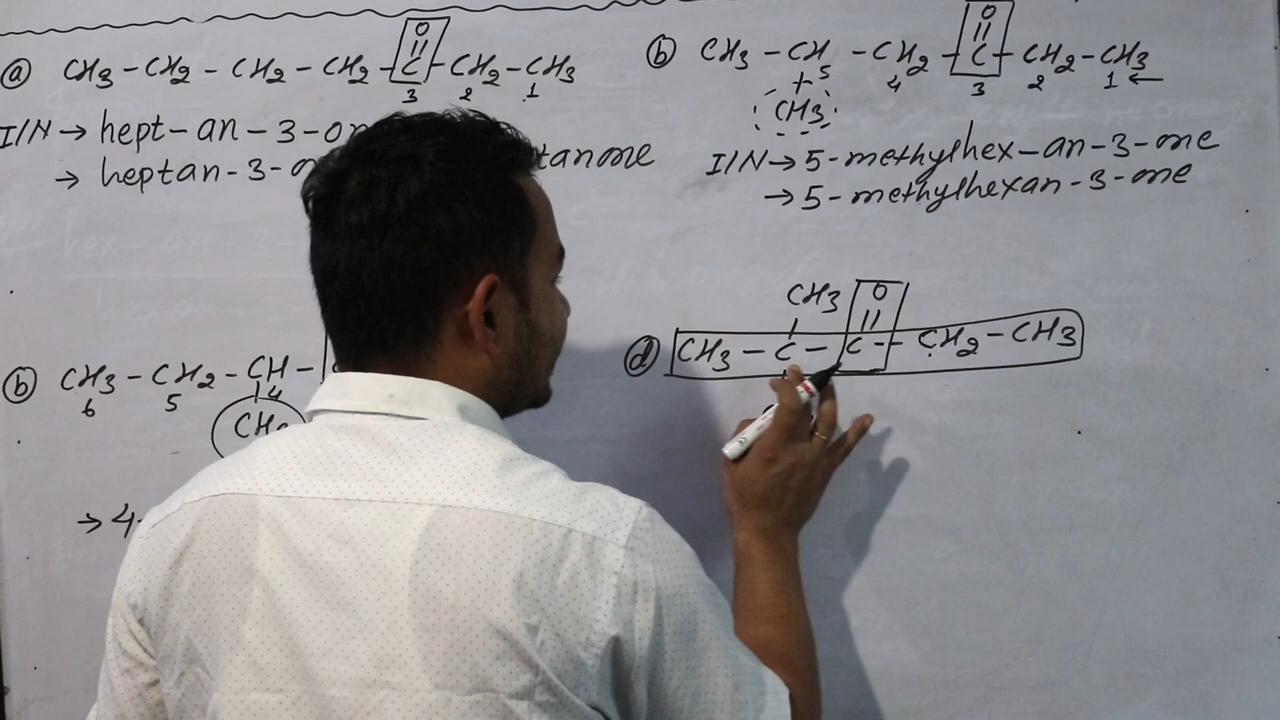 O
||
ⓐ CH3 – CH2 – CH2 – CH2 – C – CH2 – CH3
3 2 1
I/N → hept – an – 3 – on
→ heptan – 3 – o
tanone
O
||
ⓑ CH3 – CH – CH2 – C – CH2 – CH3 ←
5 4 3 2 1
CH3
I/N → 5 - methylhex – an – 3 – one
→ 5 - methylhexan - 3 - one
ⓑ CH3 – CH2 – CH –
6 5 4
→ 4-
CH3 O
| ||
ⓓ CH3 – C – C – CH2 – CH3